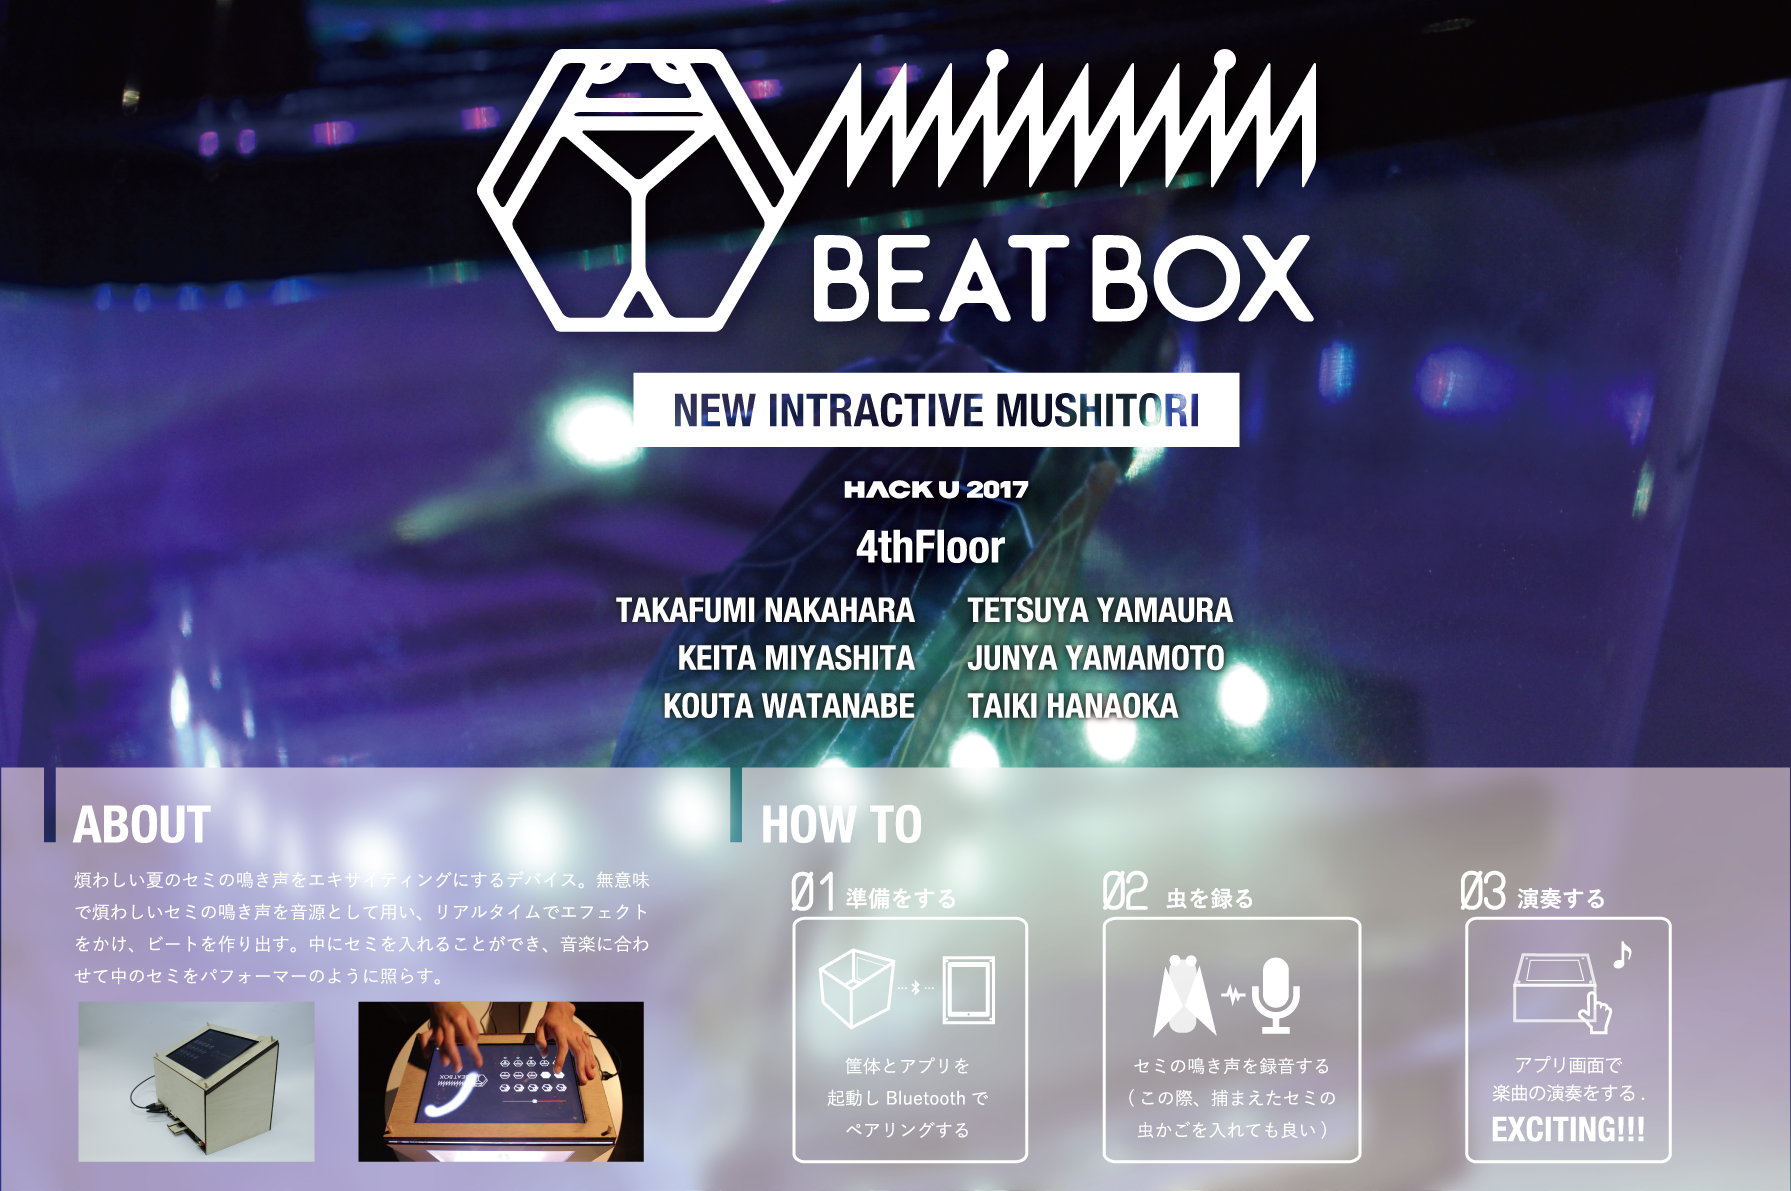 minmin
BEAT BOX
NEW INTRACTIVE MUSHITORI
HACK U 2017
4thFloor
TAKAFUMI NAKAHARA
TETSUYA YAMAURA
KEITA MIYASHITA
JUNYA YAMAMOTO
KOUTA WATANABE
TAIKI HANAOKA
ABOUT
煩わしい夏のセミの鳴き声をエキサイティングにするデバイス。無意味
で煩わしいセミの鳴き声を音源として用い、リアルタイムでエフェクト
をかけ、ビートを作り出す。中にセミを入れることができ、音楽に合わ
せて中のセミをパフォーマーのように照らす。
BEATBOX
HOW TO
01 準備をする
筐体とアプリを
起動し Bluetooth で
ペアリングする
02 虫を録る
セミの鳴き声を録音する
（この際、捕まえたセミの
虫かごを入れても良い）
03 演奏する
アプリ画面で
楽曲の演奏をする.
EXCITING!!!